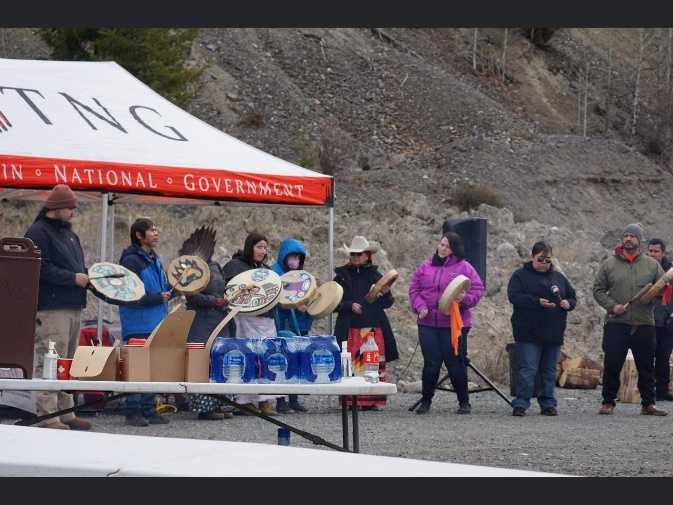 TNG
IN ◦ NATIONAL ◦ GOVERNMENT